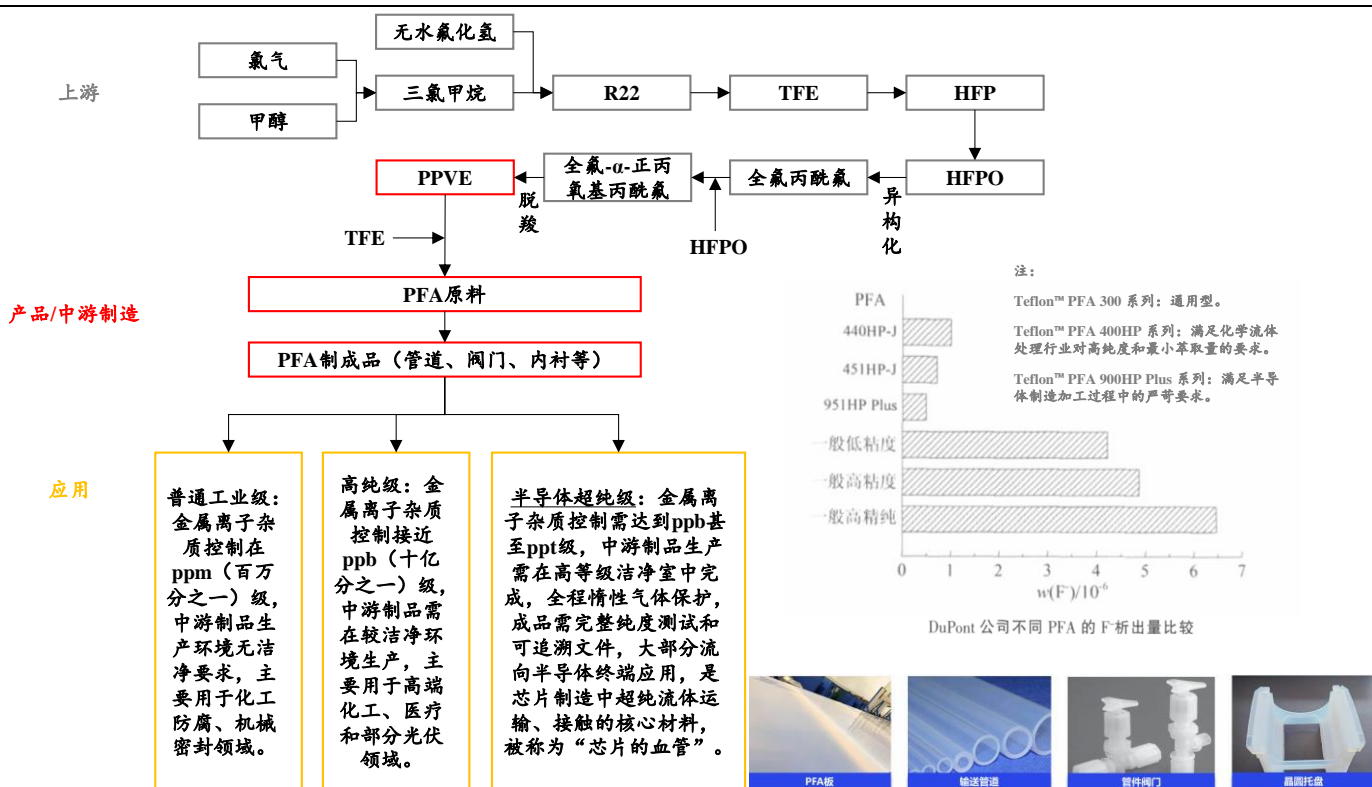 上游
无水氟化氢
氯气
甲醇
三氯甲烷
R22
TFE
HFP
PPVE
脱
羧
全氟-α-正丙
氧基丙酰氟
HFPO
全氟丙酰氟
异
构
化
HFPO
TFE
产品/中游制造
PFA原料
PFA制成品（管道、阀门、内衬等）
应用
普通工业级：
金属离子杂
质控制在
ppm（百万
分之一）级，
中游制品生
产环境无洁
净要求，主
要用于化工
防腐、机械
密封领域。
高纯级：金
属离子杂质
控制接近
ppb（十亿
分之一）级，
中游制品需
在较洁净环
境生产，主
要用于高端
化工、医疗
和部分光伏
领域。
半导体超纯级：金属离
子杂质控制需达到ppb甚
至ppt级，中游制品生产
需在高等级洁净室中完
成，全程惰性气体保护，
成品需完整纯度测试和
可追溯文件，大部分流
向半导体终端应用，是
芯片制造中超纯流体运
输、接触的核心材料，
被称为“芯片的血管”。
注：
Teflon™ PFA 300 系列：通用型。
Teflon™ PFA 400HP 系列：满足化学流体
处理行业对高纯度和最小萃取量的要求。
Teflon™ PFA 900HP Plus 系列：满足半导
体制造加工过程中的严苛要求。
PFA
440HP-J
451HP-J
951HP Plus
一般低粘度
一般高粘度
一般高精纯
0 1 2 3 4 5 6 7
w(F⁻)/10⁻⁶
DuPont 公司不同 PFA 的 F⁻析出量比较
PFA板
输送管道
管件阀门
晶圆托盘